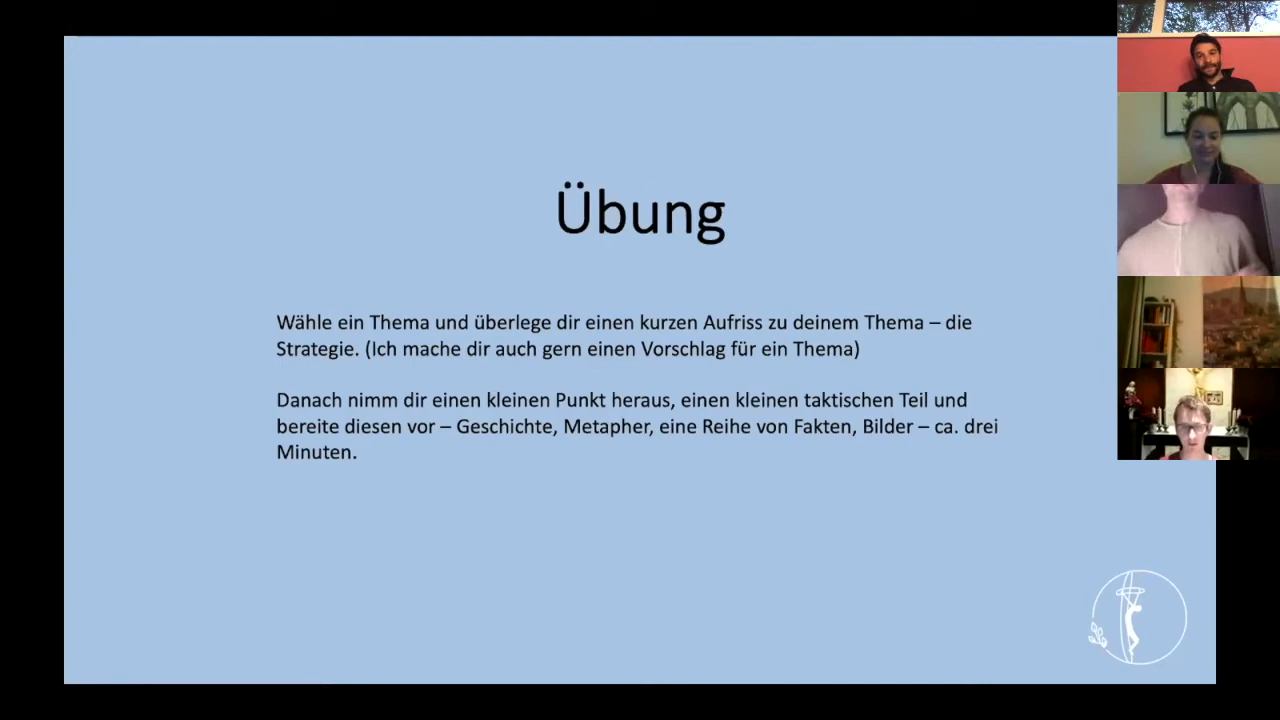 Übung
Wähle ein Thema und überlege dir einen kurzen Aufriss zu deinem Thema – die
Strategie. (Ich mache dir auch gern einen Vorschlag für ein Thema)
Danach nimm dir einen kleinen Punkt heraus, einen kleinen taktischen Teil und
bereite diesen vor – Geschichte, Metapher, eine Reihe von Fakten, Bilder – ca. drei
Minuten.